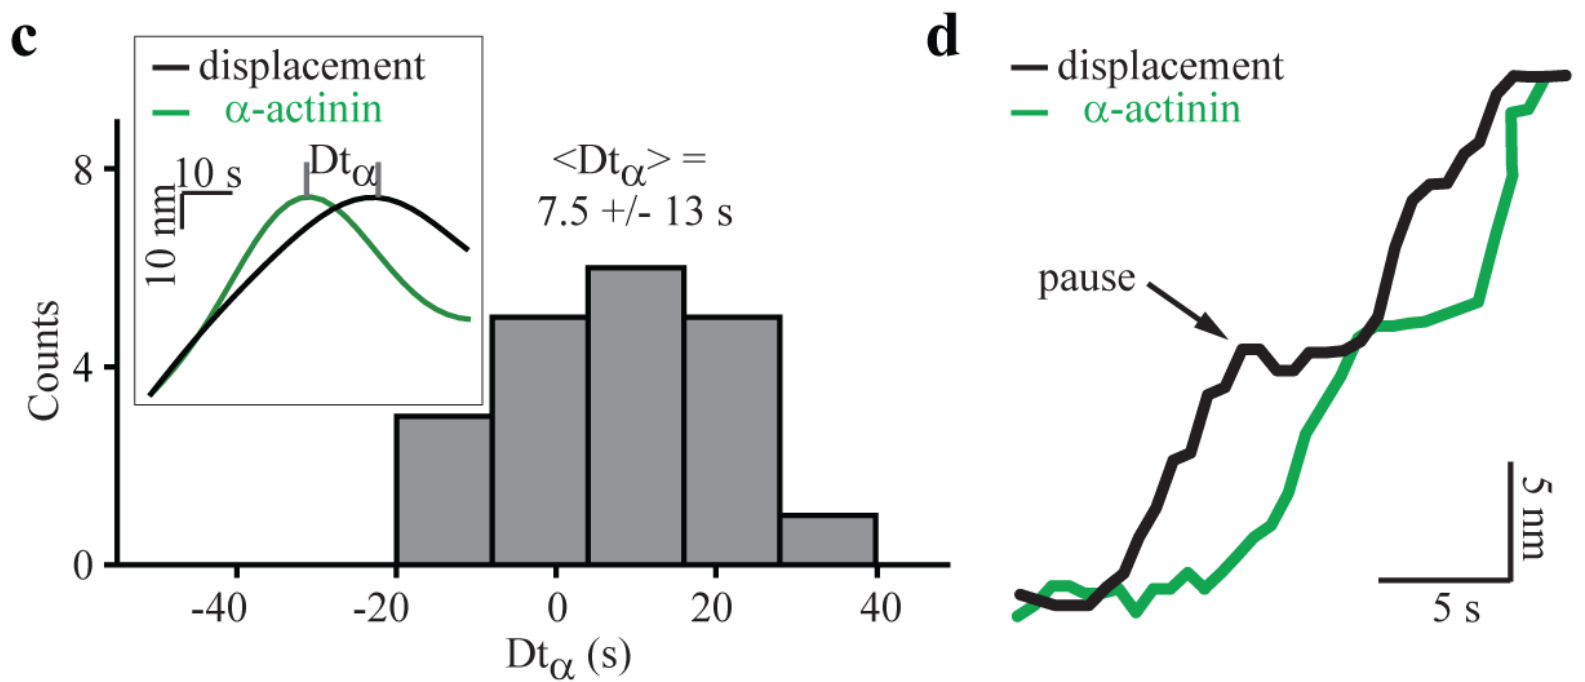 c
displacement
α-actinin
Dtα
10 s
10 nm
<Dtα> =
7.5 +/- 13 s
Counts
8
4
0
-40 -20 0 20 40
Dtα (s)
d
displacement
α-actinin
pause
5 nm
5 s